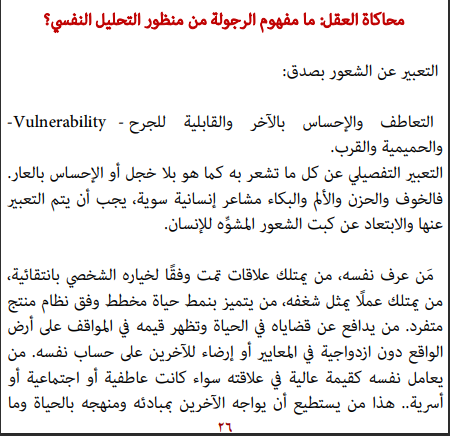 محاكاة العقل: ما مفهوم الرجولة من منظور التحليل النفسي؟
التعبير عن الشعور بصدق:
التعاطف والإحساس بالآخر والقابلية للجرح - Vulnerability-
والحميمية والقرب.
التعبير التفصيلي عن كل ما تشعر به كما هو بلا خجل أو الإحساس بالعار.
فالخوف والحزن والألم والبكاء مشاعر إنسانية سوية، يجب أن يتم التعبير
عنها والابتعاد عن كبت الشعور المشوِّه للإنسان.
مَن عرف نفسه، من يمتلك علاقات تمت وفقًا لخياره الشخصي بانتقائية،
من يمتلك عملًا يمثل شغفه، من يتميز بنمط حياة مخطط وفق نظام منتج
متفرد. من يدافع عن قضاياه في الحياة وتظهر قيمه في المواقف على أرض
الواقع دون ازدواجية في المعايير أو إرضاء للآخرين على حساب نفسه. من
يعامل نفسه كقيمة عالية في علاقته سواء كانت عاطفية أو اجتماعية أو
أسرية.. هذا من يستطيع أن يواجه الآخرين بمبادئه ومنهجه بالحياة وما
٢٦